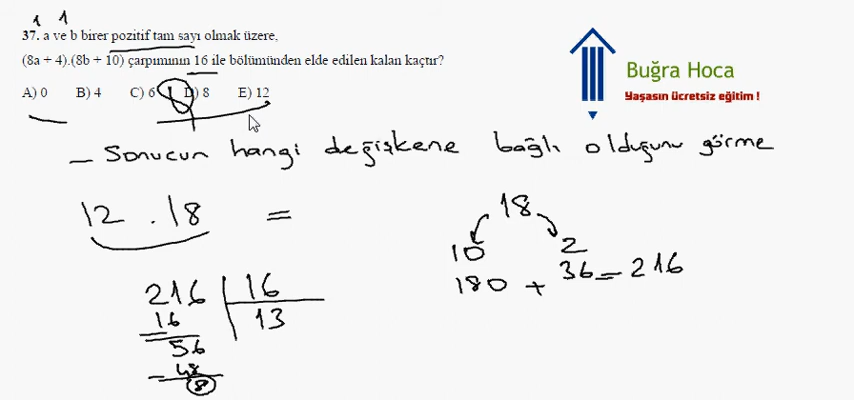 1 1
37. a ve b birer pozitif tam sayı olmak üzere,
(8a + 4).(8b + 10) çarpımının 16 ile bölümünden elde edilen kalan kaçtır?
A) 0 B) 4 C) 6 D) 8 E) 12
Buğra Hoca
Yaşasın ücretsiz eğitim !
- Sonucun hangi değişkene bağlı olduğunu görme
12 . 18 =
18
10 2
180 + 36 = 216
216 16
16 13
56
48
8